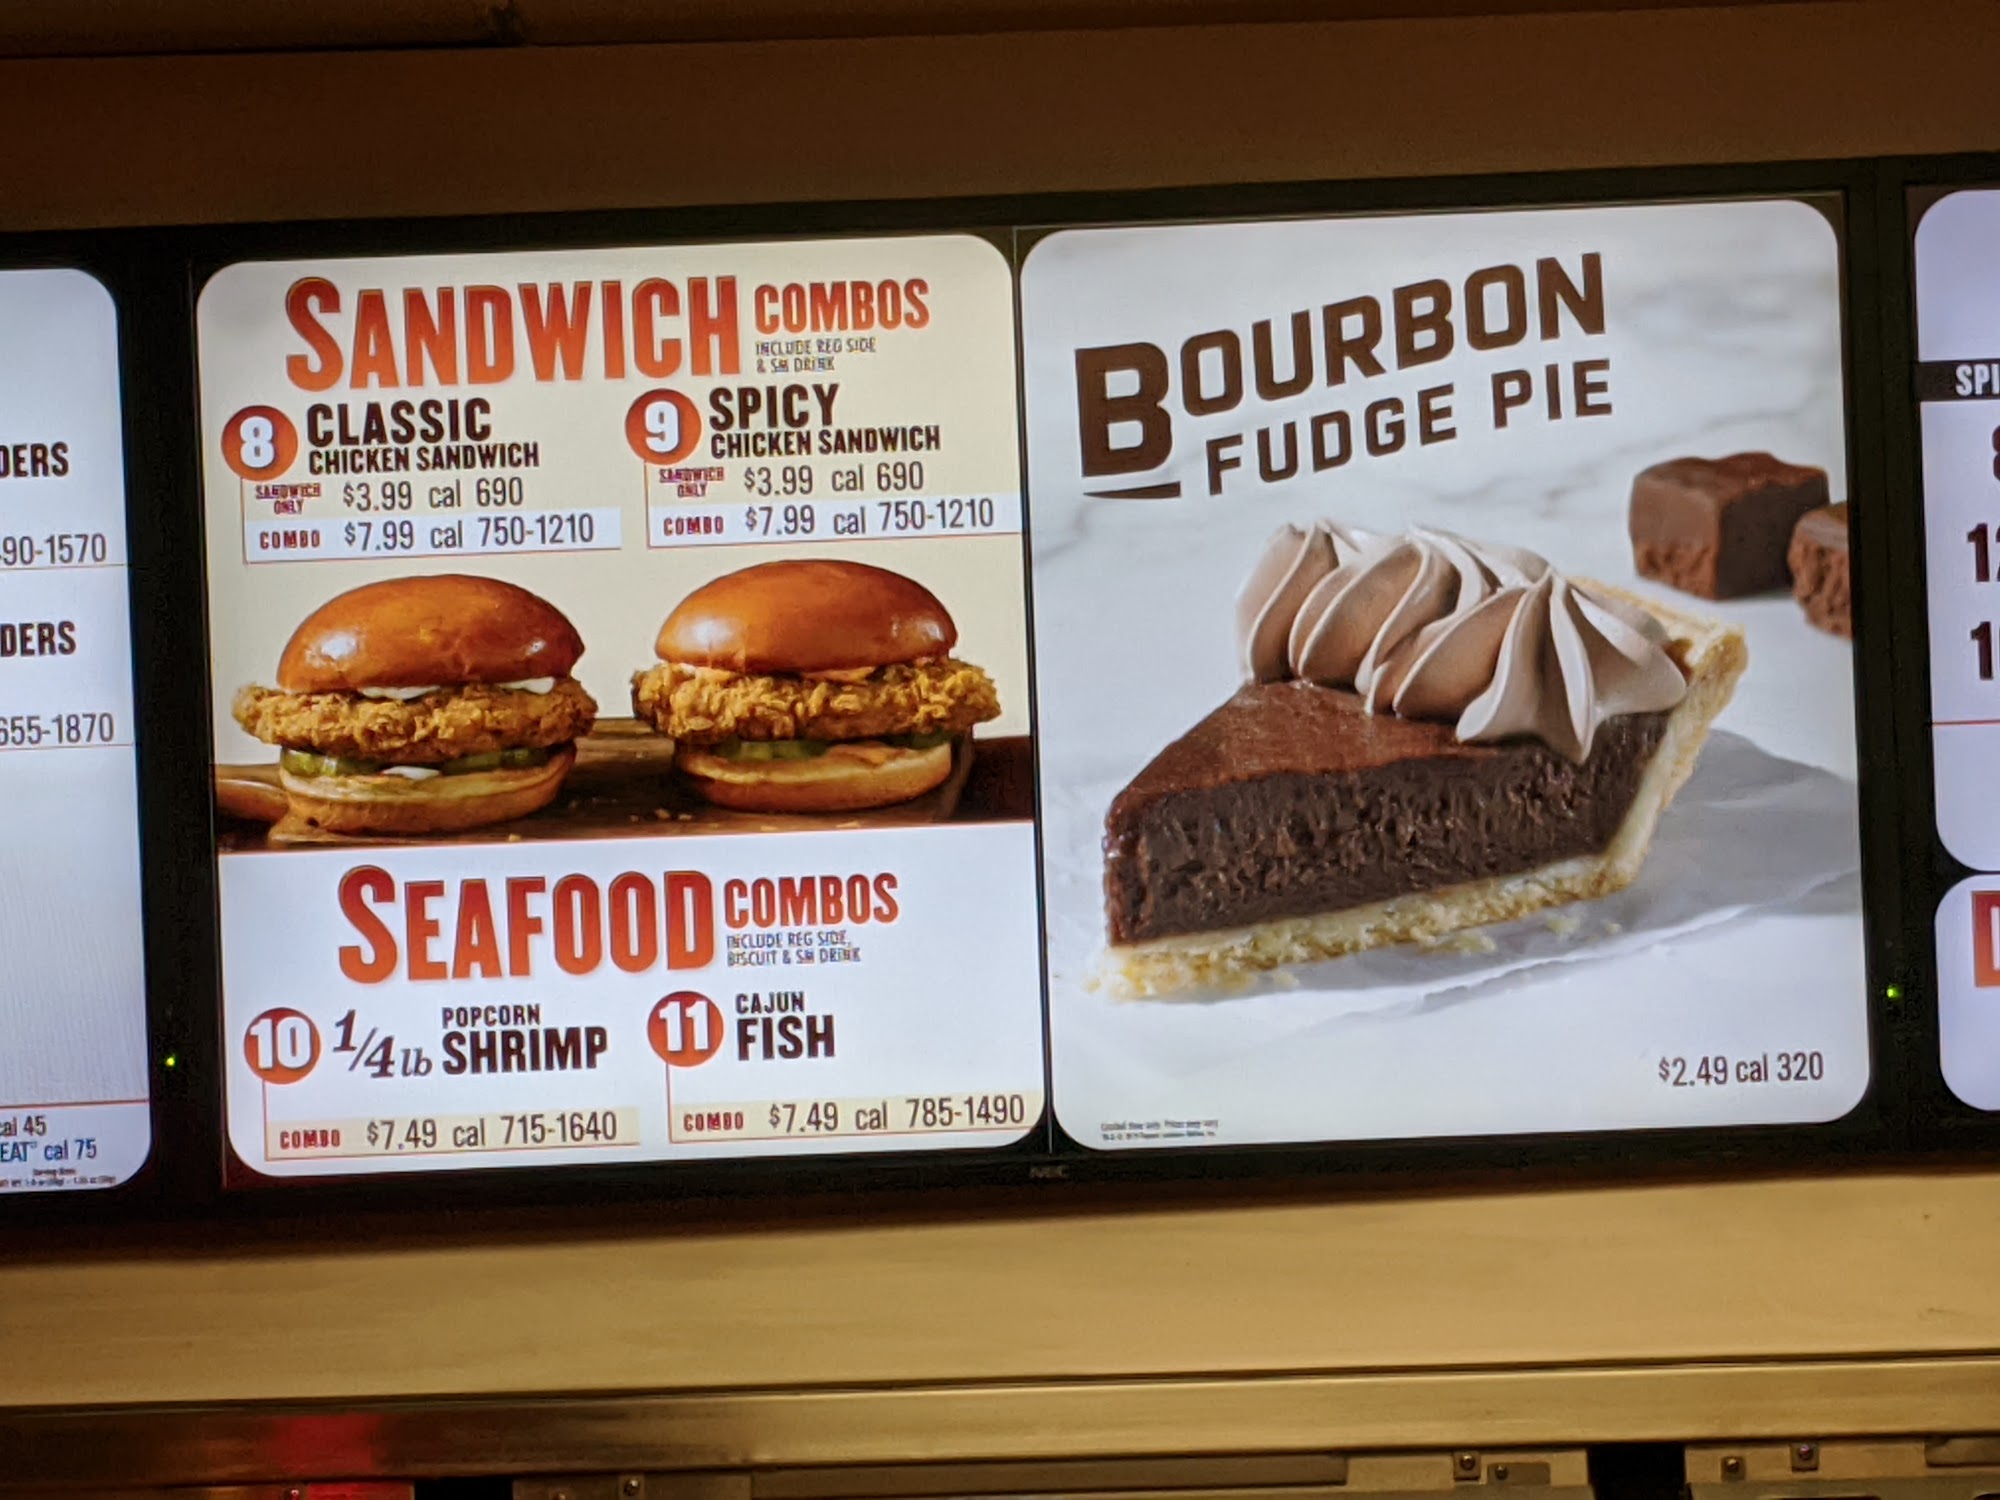 DERS
90-1570
DERS
655-1870
cal 45
EAT cal 75
SANDWICH COMBOS
INCLUDE REG SIDE
& SM DRINK
8 CLASSIC
CHICKEN SANDWICH
SANDWICH
ONLY
$3.99 cal 690
COMBO $7.99 cal 750-1210
9 SPICY
CHICKEN SANDWICH
SANDWICH
ONLY
$3.99 cal 690
COMBO $7.99 cal 750-1210
SEAFOOD COMBOS
INCLUDE REG SIDE,
BISCUIT & SM DRINK
10 1/4 lb POPCORN
SHRIMP
COMBO $7.49 cal 715-1640
11 CAJUN
FISH
COMBO $7.49 cal 785-1490
BOURBON
FUDGE PIE
$2.49 cal 320
NEC
SPI